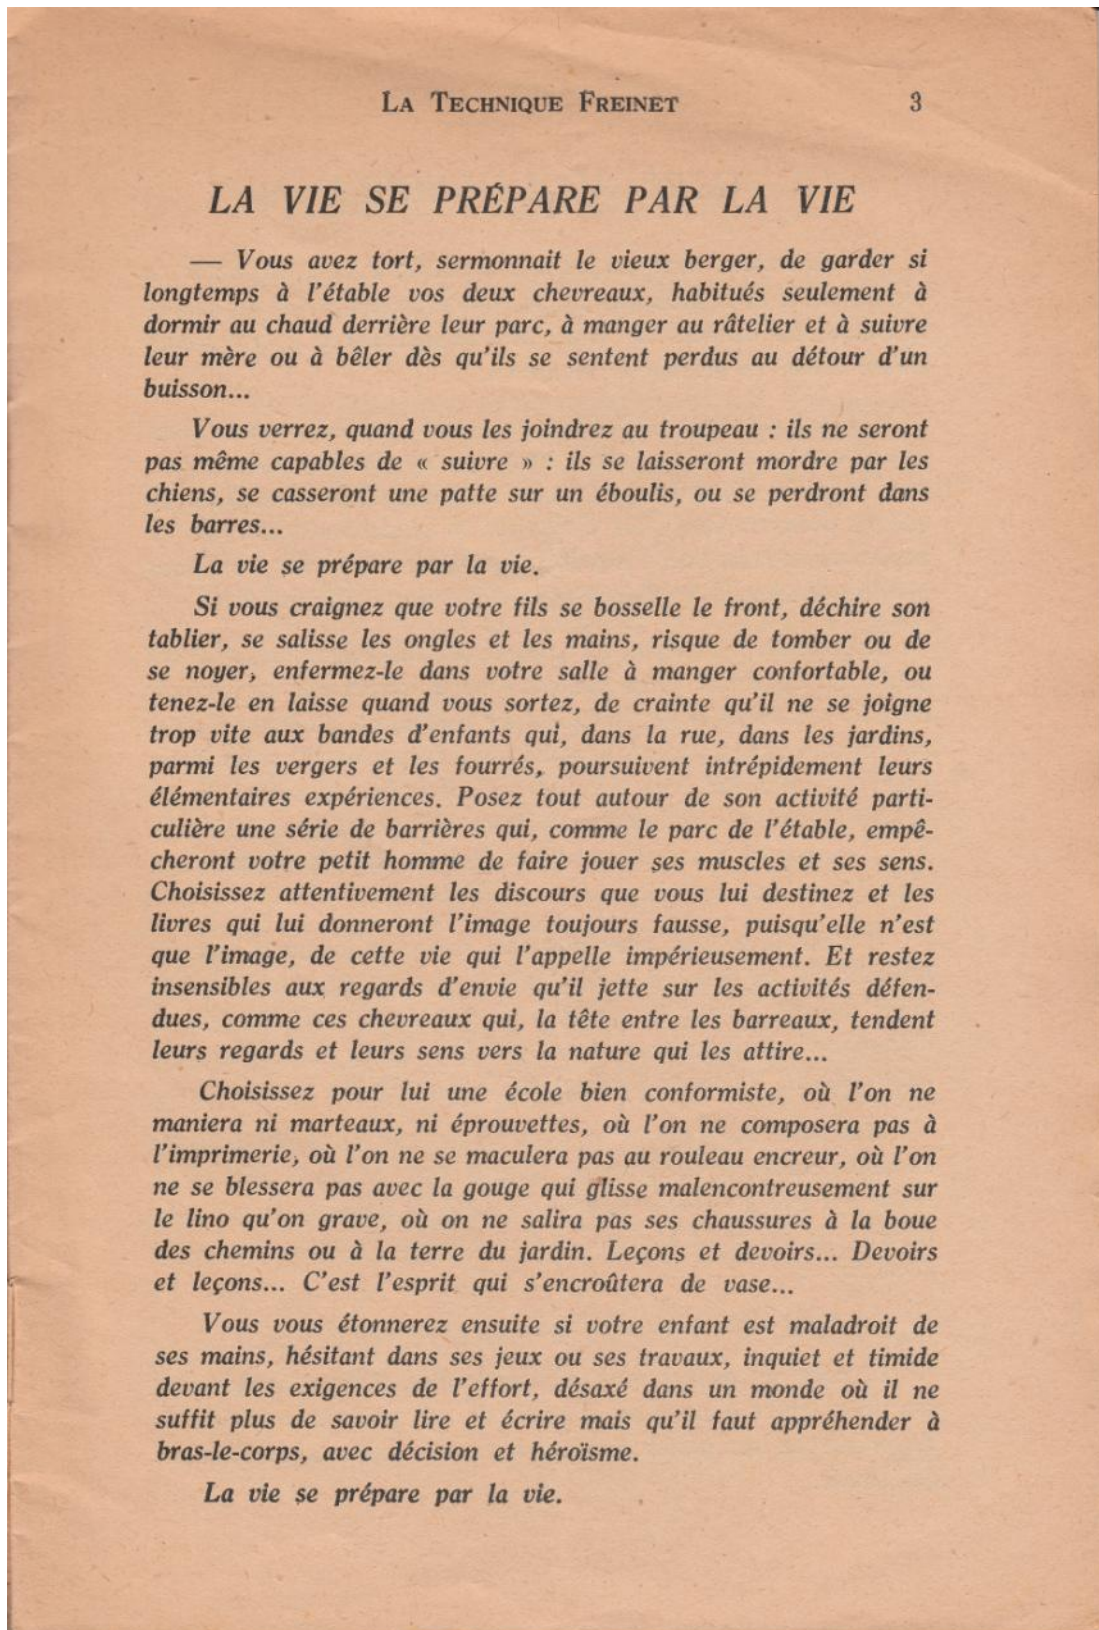 LA TECHNIQUE FREINET 3
LA VIE SE PRÉPARE PAR LA VIE
— Vous avez tort, sermonnait le vieux berger, de garder si
longtemps à l'étable vos deux chevreaux, habitués seulement à
dormir au chaud derrière leur parc, à manger au râtelier et à suivre
leur mère ou à bêler dès qu'ils se sentent perdus au détour d'un
buisson...
Vous verrez, quand vous les joindrez au troupeau : ils ne seront
pas même capables de « suivre » : ils se laisseront mordre par les
chiens, se casseront une patte sur un éboulis, ou se perdront dans
les barres...
La vie se prépare par la vie.
Si vous craignez que votre fils se bosselle le front, déchire son
tablier, se salisse les ongles et les mains, risque de tomber ou de
se noyer, enfermez-le dans votre salle à manger confortable, ou
tenez-le en laisse quand vous sortez, de crainte qu'il ne se joigne
trop vite aux bandes d'enfants qui, dans la rue, dans les jardins,
parmi les vergers et les fourrés, poursuivent intrépidement leurs
élémentaires expériences. Posez tout autour de son activité parti-
culière une série de barrières qui, comme le parc de l'étable, empê-
cheront votre petit homme de faire jouer ses muscles et ses sens.
Choisissez attentivement les discours que vous lui destinez et les
livres qui lui donneront l'image toujours fausse, puisqu'elle n'est
que l'image, de cette vie qui l'appelle impérieusement. Et restez
insensibles aux regards d'envie qu'il jette sur les activités défen-
dues, comme ces chevreaux qui, la tête entre les barreaux, tendent
leurs regards et leurs sens vers la nature qui les attire...
Choisissez pour lui une école bien conformiste, où l'on ne
maniera ni marteaux, ni éprouvettes, où l'on ne composera pas à
l'imprimerie, où l'on ne se maculera pas au rouleau encreur, où l'on
ne se blessera pas avec la gouge qui glisse malencontreusement sur
le lino qu'on grave, où on ne salira pas ses chaussures à la boue
des chemins ou à la terre du jardin. Leçons et devoirs... Devoirs
et leçons... C'est l'esprit qui s'encroûtera de vase...
Vous vous étonnerez ensuite si votre enfant est maladroit de
ses mains, hésitant dans ses jeux ou ses travaux, inquiet et timide
devant les exigences de l'effort, désaxé dans un monde où il ne
suffit plus de savoir lire et écrire mais qu'il faut appréhender à
bras-le-corps, avec décision et héroïsme.
La vie se prépare par la vie.